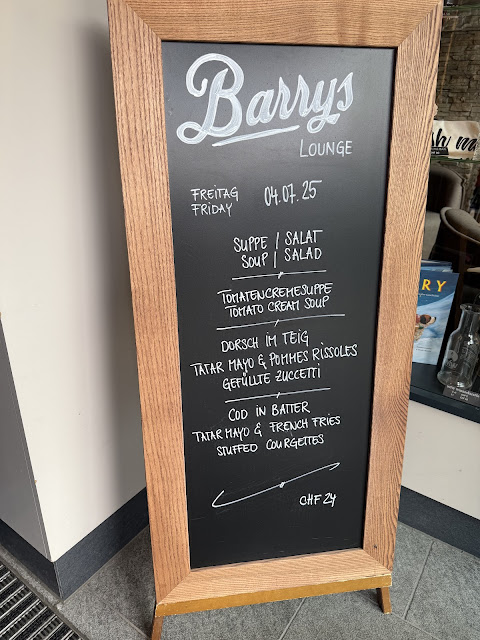 Barrys
LOUNGE
FREITAG 04.07.25
FRIDAY
SUPPE / SALAT
SOUP / SALAD
TOMATENCREMESUPPE
TOMATO CREAM SOUP
DORSCH IM TEIG
TATAR MAYO & POMMES RISSOLES
GEFÜLLTE ZUCCETTI
COD IN BATTER
TATAR MAYO & FRENCH FRIES
STUFFED COURGETTES
CHF 24
RY